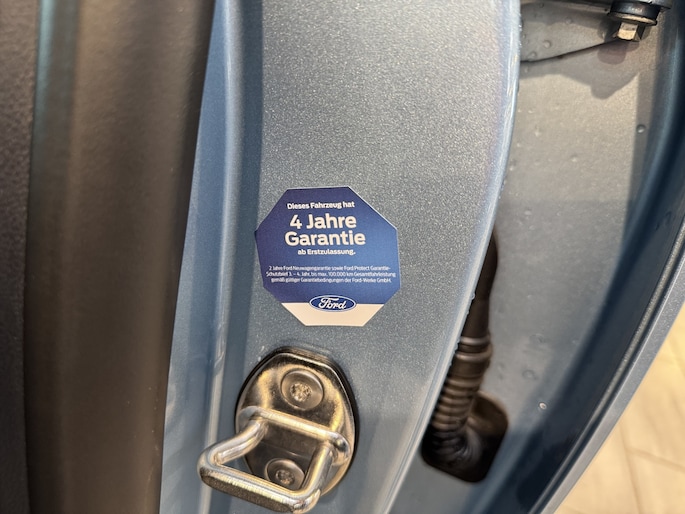 Dieses Fahrzeug hat
4 Jahre
Garantie
ab Erstzulassung.
2 Jahre Ford Neuwagengarantie sowie Ford Protect Garantie-
Schutzbrief 3. – 4. Jahr, bis max. 100.000 km Gesamtfahrleistung
gemäß gültiger Garantiebedingungen der Ford-Werke GmbH.
Ford